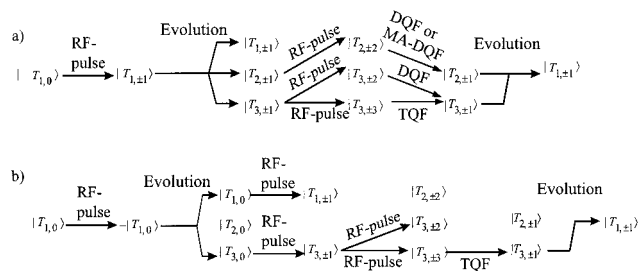 a) RF-pulse Evolution RF-pulse DQF or MA-DQF Evolution
| T₁,₀⟩ |T₁,±₁⟩ |T₁,±₁⟩ |T₂,±₂⟩ |T₁,±₁⟩
|T₂,±₁⟩ RF-pulse |T₃,±₂⟩ DQF |T₂,±₁⟩
|T₃,±₁⟩ RF-pulse |T₃,±₃⟩ TQF |T₃,±₁⟩
b) RF-pulse Evolution RF-pulse Evolution
|T₁,₀⟩ –|T₁,₀⟩ |T₁,₀⟩ |T₁,±₁⟩ |T₂,±₂⟩ |T₁,±₁⟩
|T₂,₀⟩ RF-pulse RF-pulse |T₃,±₂⟩ |T₂,±₁⟩
|T₃,₀⟩ |T₃,±₁⟩ RF-pulse |T₃,±₃⟩ TQF |T₃,±₁⟩